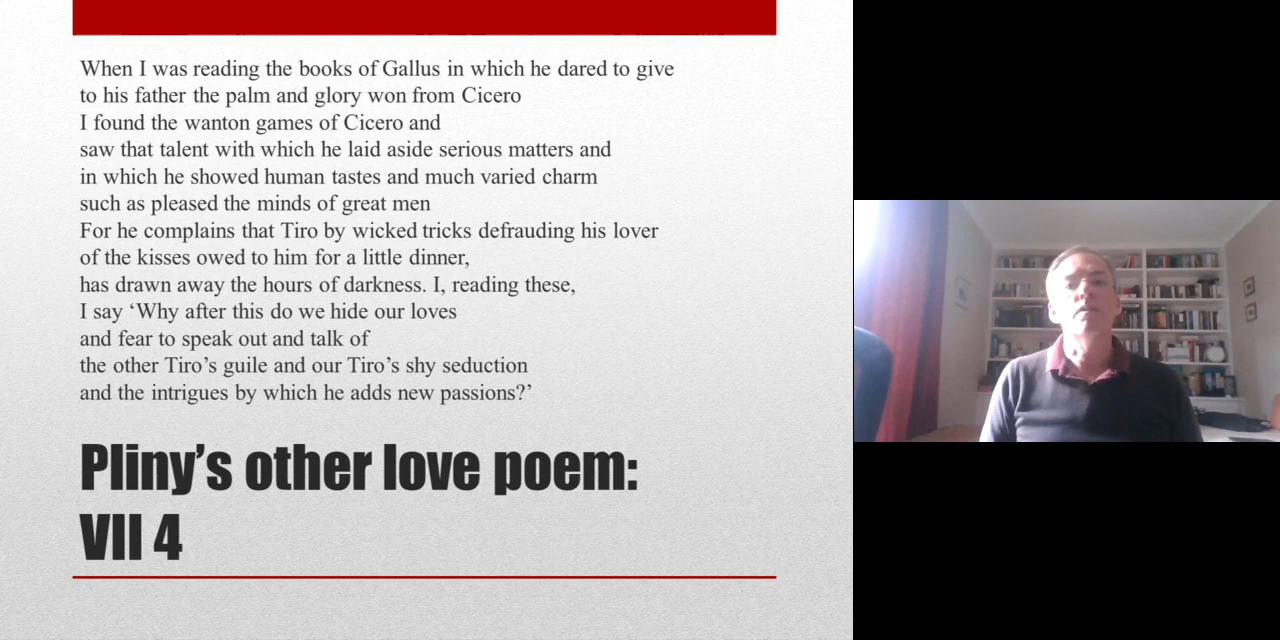 When I was reading the books of Gallus in which he dared to give
to his father the palm and glory won from Cicero
I found the wanton games of Cicero and
saw that talent with which he laid aside serious matters and
in which he showed human tastes and much varied charm
such as pleased the minds of great men
For he complains that Tiro by wicked tricks defrauding his lover
of the kisses owed to him for a little dinner,
has drawn away the hours of darkness. I, reading these,
I say ‘Why after this do we hide our loves
and fear to speak out and talk of
the other Tiro’s guile and our Tiro’s shy seduction
and the intrigues by which he adds new passions?’
Pliny’s other love poem:
VII 4